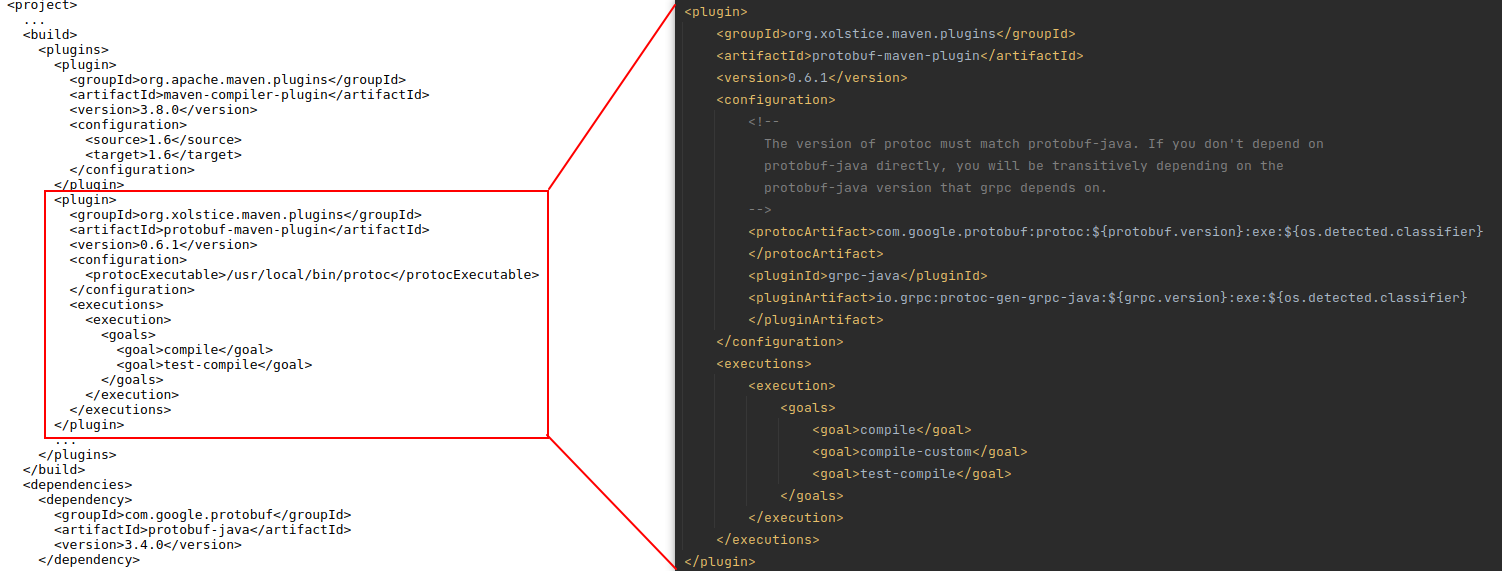 <project>
  ...
  <build>
    <plugins>
      <plugin>
        <groupId>org.apache.maven.plugins</groupId>
        <artifactId>maven-compiler-plugin</artifactId>
        <version>3.8.0</version>
        <configuration>
          <source>1.6</source>
          <target>1.6</target>
        </configuration>
      </plugin>
      <plugin>
        <groupId>org.xolstice.maven.plugins</groupId>
        <artifactId>protobuf-maven-plugin</artifactId>
        <version>0.6.1</version>
        <configuration>
          <protocExecutable>/usr/local/bin/protoc</protocExecutable>
        </configuration>
        <executions>
          <execution>
            <goals>
              <goal>compile</goal>
              <goal>test-compile</goal>
            </goals>
          </execution>
        </executions>
      </plugin>
      ...
    </plugins>
  </build>
  <dependencies>
    <dependency>
      <groupId>com.google.protobuf</groupId>
      <artifactId>protobuf-java</artifactId>
      <version>3.4.0</version>
    </dependency>
<plugin>
    <groupId>org.xolstice.maven.plugins</groupId>
    <artifactId>protobuf-maven-plugin</artifactId>
    <version>0.6.1</version>
    <configuration>
        <!--
          The version of protoc must match protobuf-java. If you don't depend on
          protobuf-java directly, you will be transitively depending on the
          protobuf-java version that grpc depends on.
        -->
        <protocArtifact>com.google.protobuf:protoc:${protobuf.version}:exe:${os.detected.classifier}
        </protocArtifact>
        <pluginId>grpc-java</pluginId>
        <pluginArtifact>io.grpc:protoc-gen-grpc-java:${grpc.version}:exe:${os.detected.classifier}
        </pluginArtifact>
    </configuration>
    <executions>
        <execution>
            <goals>
                <goal>compile</goal>
                <goal>compile-custom</goal>
                <goal>test-compile</goal>
            </goals>
        </execution>
    </executions>
</plugin>